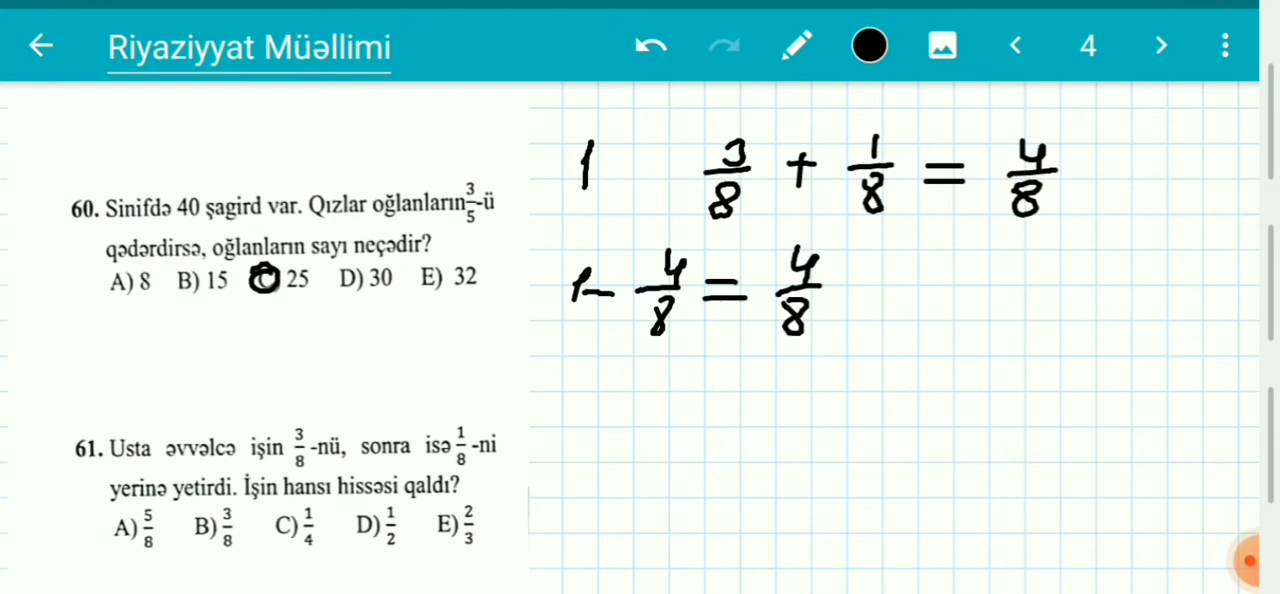 Riyaziyyat Müəllimi
4
60. Sinifdə 40 şagird var. Qızlar oğlanların 3/5-ü
qədərdirsə, oğlanların sayı neçədir?
A) 8 B) 15 C) 25 D) 30 E) 32
61. Usta əvvəlcə işin 3/8-nü, sonra isə 1/8-ni
yerinə yetirdi. İşin hansı hissəsi qaldı?
A) 5/8 B) 3/8 C) 1/4 D) 1/2 E) 2/3
1 3/8 + 1/8 = 4/8
1 - 4/8 = 4/8